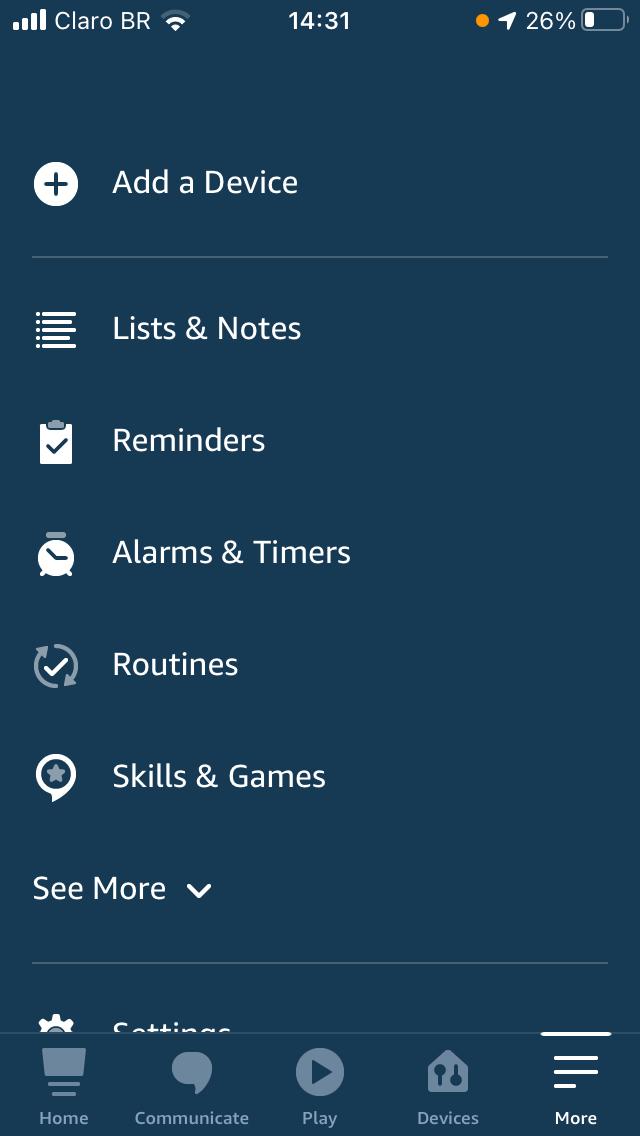 Claro BR 14:31 26%
Add a Device
Lists & Notes
Reminders
Alarms & Timers
Routines
Skills & Games
See More
Settings
Home Communicate Play Devices More